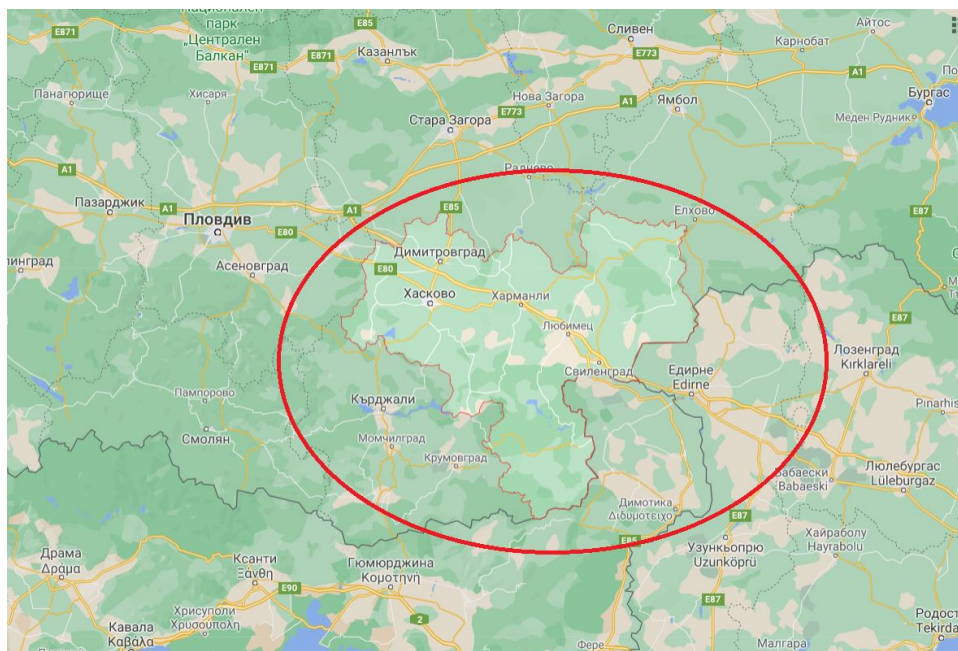 Национален
парк
„Централен
Балкан“
E85
Сливен
Айтос
E871
E871
E871
Казанлък
E773
Карнобат
A1
Панагюрище
Хисаря
Нова Загора
E773
A1
Ямбол
Бургас
Меден Рудник
Стара Загора
A1
Раднево
Пазарджик
A1
A1
E85
Елхово
E87
Пловдив
E80
Димитровград
Асеновград
E80
Хасково
Харманли
Любимец
E87
Лозенград
Kırklareli
Свиленград
Едирне
Edirne
Пампорово
Кърджали
Смолян
Момчилград
Крумовград
Бабаески
Babaeski
Люлебургас
Lüleburgaz
Димотика
Διδυμότειχο
E87
E85
Узункьопрю
Uzunköprü
Хайраболу
Hayrabolu
Драма
Δράμα
Ксанти
Ξάνθη
Гюмюрджина
Κομοτηνή
E90
2
E87
Хрисуполи
Χρυσούπολη
Кавала
Καβάλα
Фере
Малгара